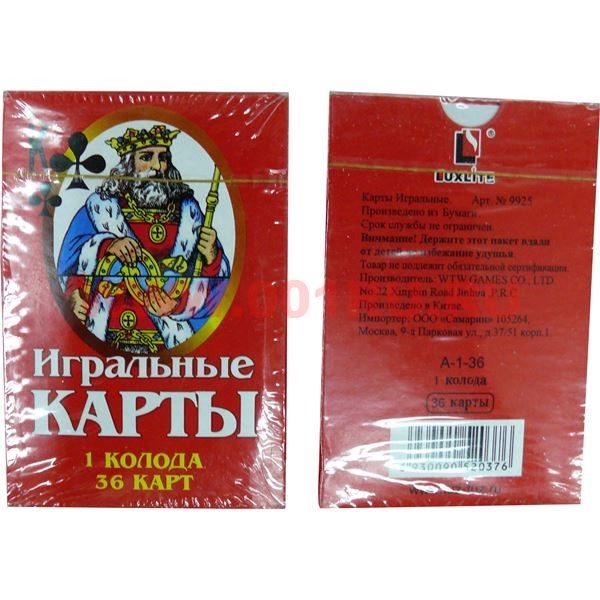 К
Игральные
КАРТЫ
1 КОЛОДА
36 КАРТ
LUXLITE
Карты Игральные. Арт. № 9925
Произведено из Бумаги.
Срок службы не ограничен.
Внимание! Держите этот пакет вдали
от детей, во избежание удушья.
Товар не подлежит обязательной сертификации.
Производитель: WTW GAMES CO., LTD.
No.22 Xingbin Road Jinhua ,P.R.C
Произведено в Китае.
Импортер: ООО «Самарин» 105264,
Москва, 9-я Парковая ул., д.37/51 корп.1.
А-1-36
1 колода
36 карты
930090 520376